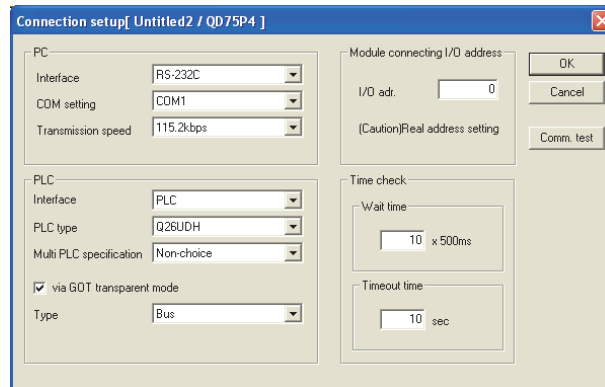 Connection setup[ Untitled2 / QD75P4 ]
PC
Interface RS-232C
COM setting COM1
Transmission speed 115.2kbps
Module connecting I/O address
I/O adr. 0
(Caution)Real address setting
OK
Cancel
Comm. test
PLC
Interface PLC
PLC type Q26UDH
Multi PLC specification Non-choice
via GOT transparent mode
Type Bus
Time check
Wait time
10 x 500ms
Timeout time
10 sec